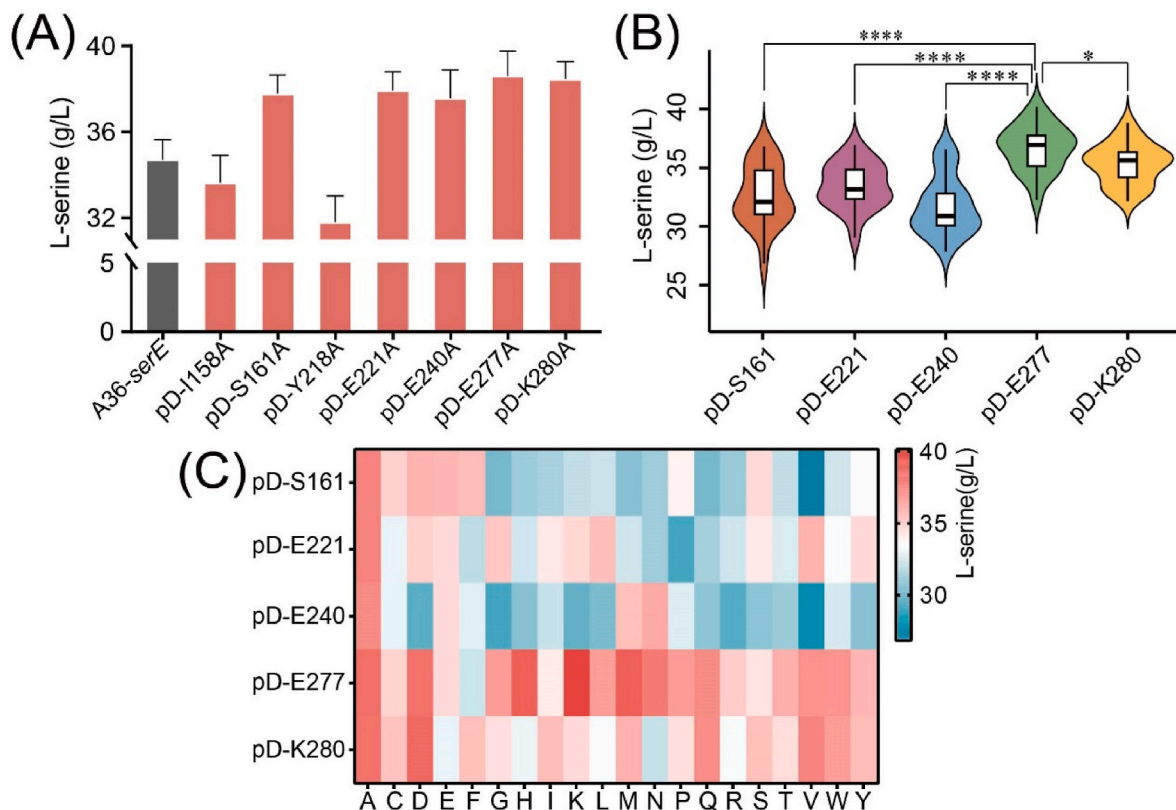 (A)
L-serine (g/L)
40
36
32
5
0
A36-serE
pD-I158A
pD-S161A
pD-Y218A
pD-E221A
pD-E240A
pD-E277A
pD-K280A
(B)
L-serine (g/L)
40
35
30
25
****
****
****
*
pD-S161
pD-E221
pD-E240
pD-E277
pD-K280
(C)
pD-S161
pD-E221
pD-E240
pD-E277
pD-K280
A C D E F G H I K L M N P Q R S T V W Y
40
35
30
L-serine(g/L)